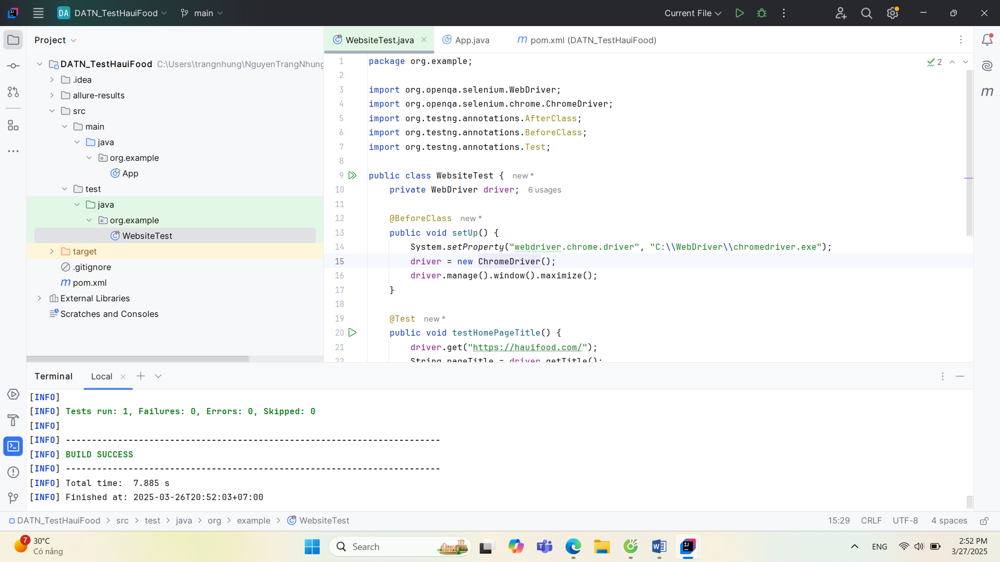 DA DATN_TestHauiFood main Current File
Project
DATN_TestHauiFood C:\Users\trangnhung\NguyenTrangNhung
.idea
allure-results
src
main
java
org.example
App
test
java
org.example
WebsiteTest
target
.gitignore
m pom.xml
External Libraries
Scratches and Consoles
WebsiteTest.java App.java m pom.xml (DATN_TestHauiFood)
2
1 package org.example;
2
3 import org.openqa.selenium.WebDriver;
4 import org.openqa.selenium.chrome.ChromeDriver;
5 import org.testng.annotations.AfterClass;
6 import org.testng.annotations.BeforeClass;
7 import org.testng.annotations.Test;
8
9 public class WebsiteTest { new *
10 private WebDriver driver; 6 usages
11
12 @BeforeClass new *
13 public void setUp() {
14 System.setProperty("webdriver.chrome.driver", "C:\\WebDriver\\chromedriver.exe");
15 driver = new ChromeDriver();
16 driver.manage().window().maximize();
17 }
18
19 @Test new *
20 public void testHomePageTitle() {
21 driver.get("https://hauifood.com/");
22 String pageTitle = driver.getTitle();
m
Terminal Local
[INFO]
[INFO] Tests run: 1, Failures: 0, Errors: 0, Skipped: 0
[INFO]
[INFO] ------------------------------------------------------------------------
[INFO] BUILD SUCCESS
[INFO] ------------------------------------------------------------------------
[INFO] Total time: 7.885 s
[INFO] Finished at: 2025-03-26T20:52:03+07:00
DATN_TestHauiFood > src > test > java > org > example > WebsiteTest 15:29 CRLF UTF-8 4 spaces
7 30°C
Có nắng
Search
ENG
2:52 PM
3/27/2025